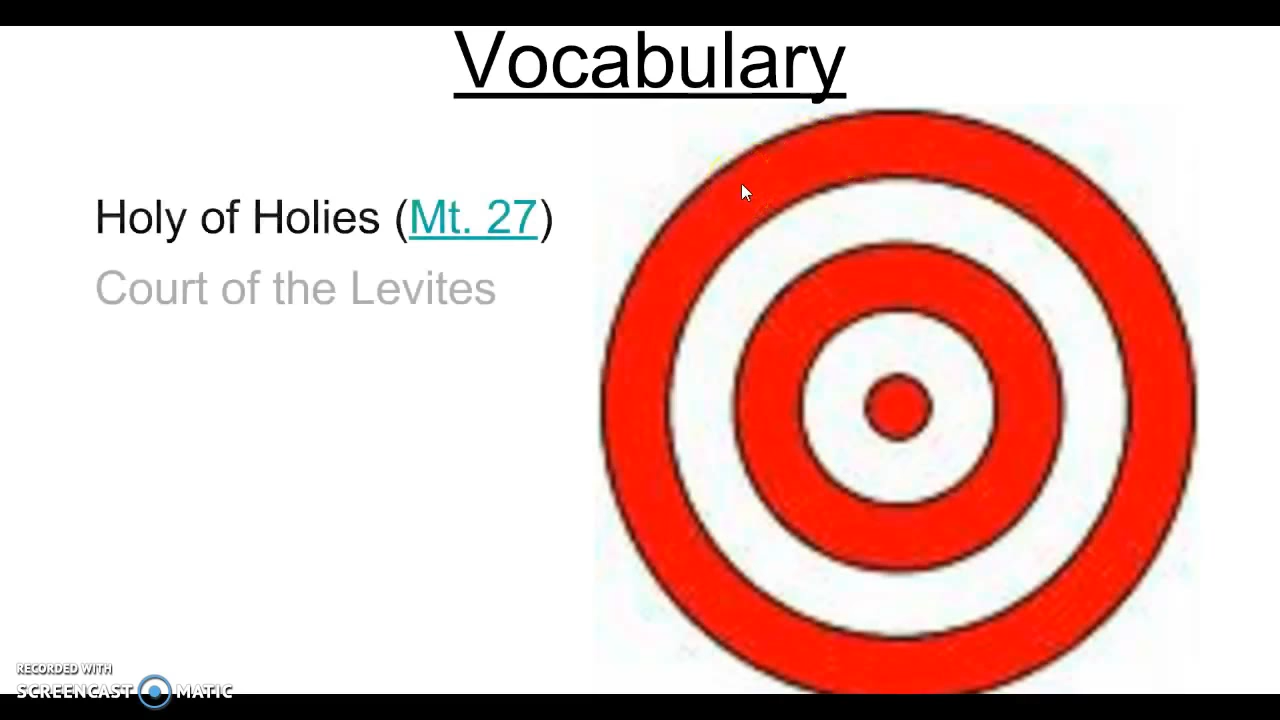 Vocabulary
Holy of Holies (Mt. 27)
Court of the Levites
RECORDED WITH
SCREENCAST MATIC